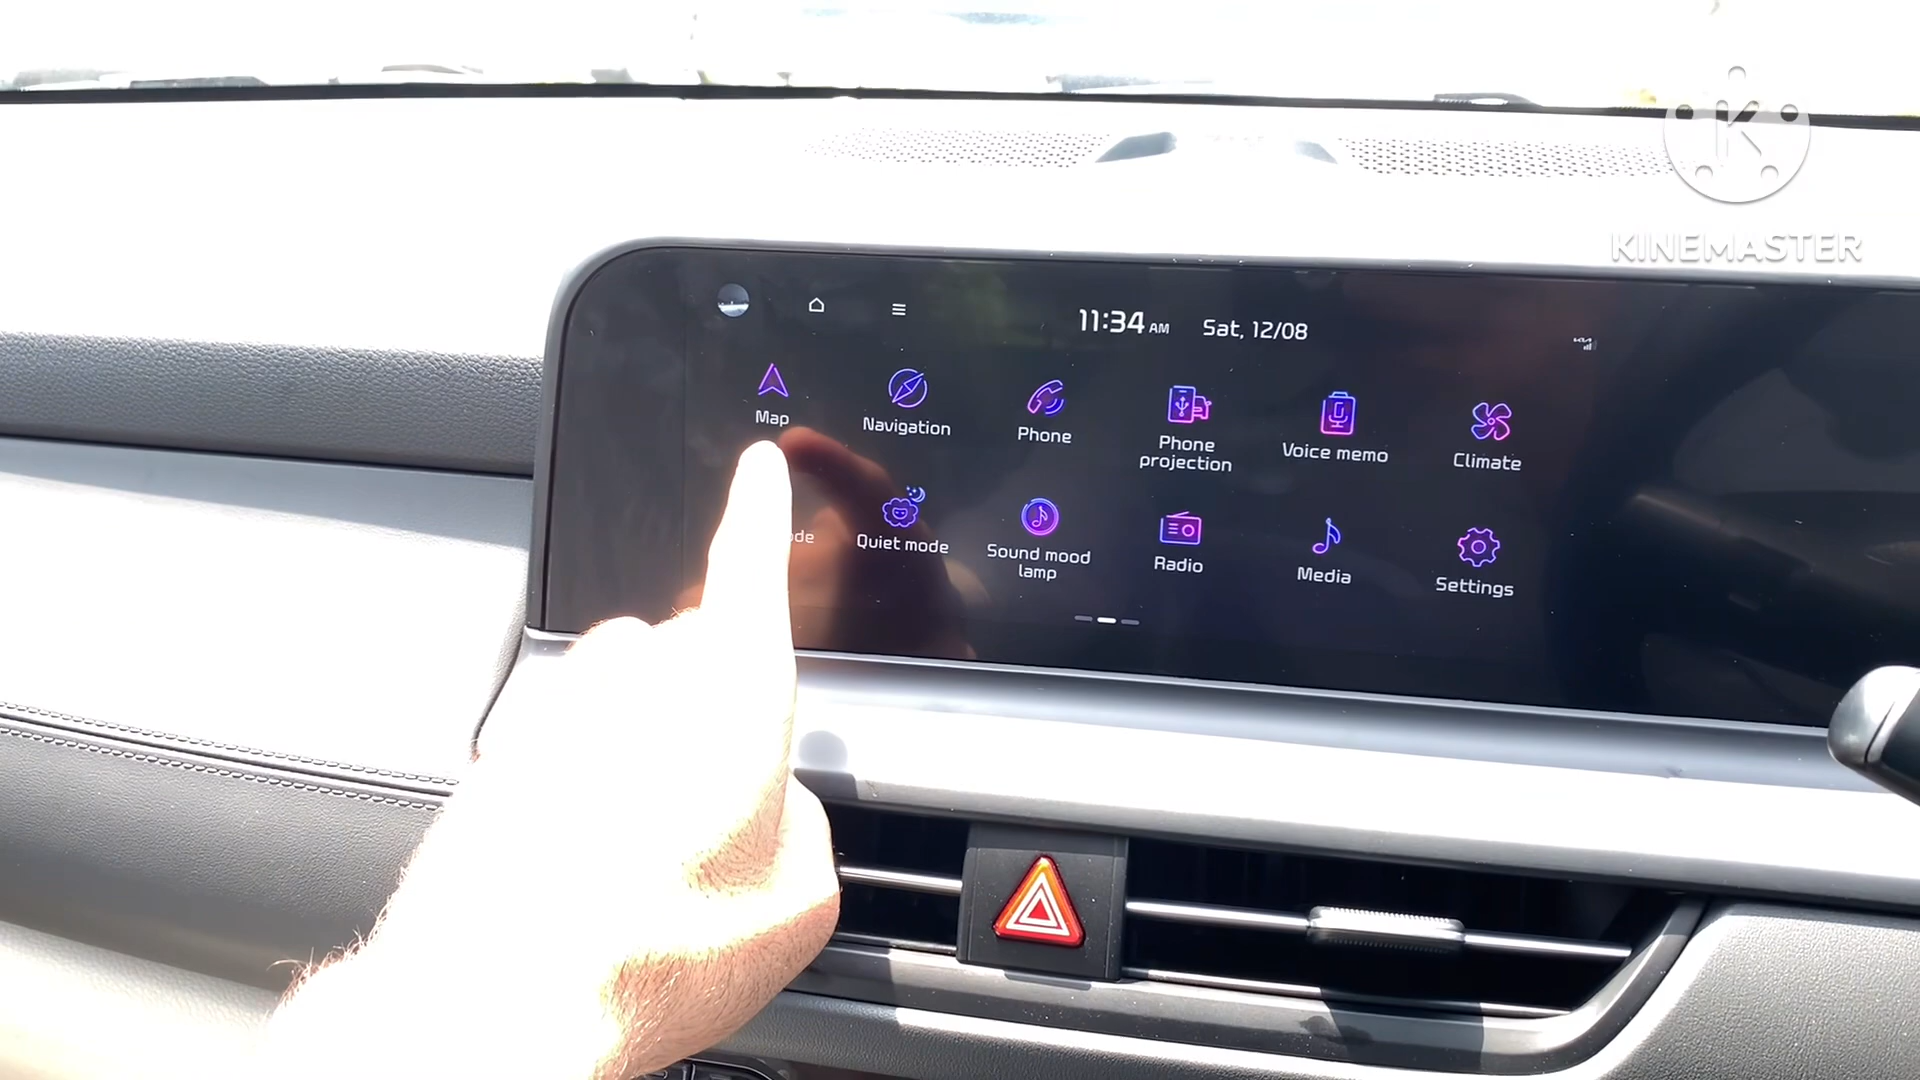 KINEMASTER
11:34 AM Sat, 12/08
Map
Navigation
Phone
Phone
projection
Voice memo
Climate
Quiet mode
Sound mood
lamp
Radio
Media
Settings